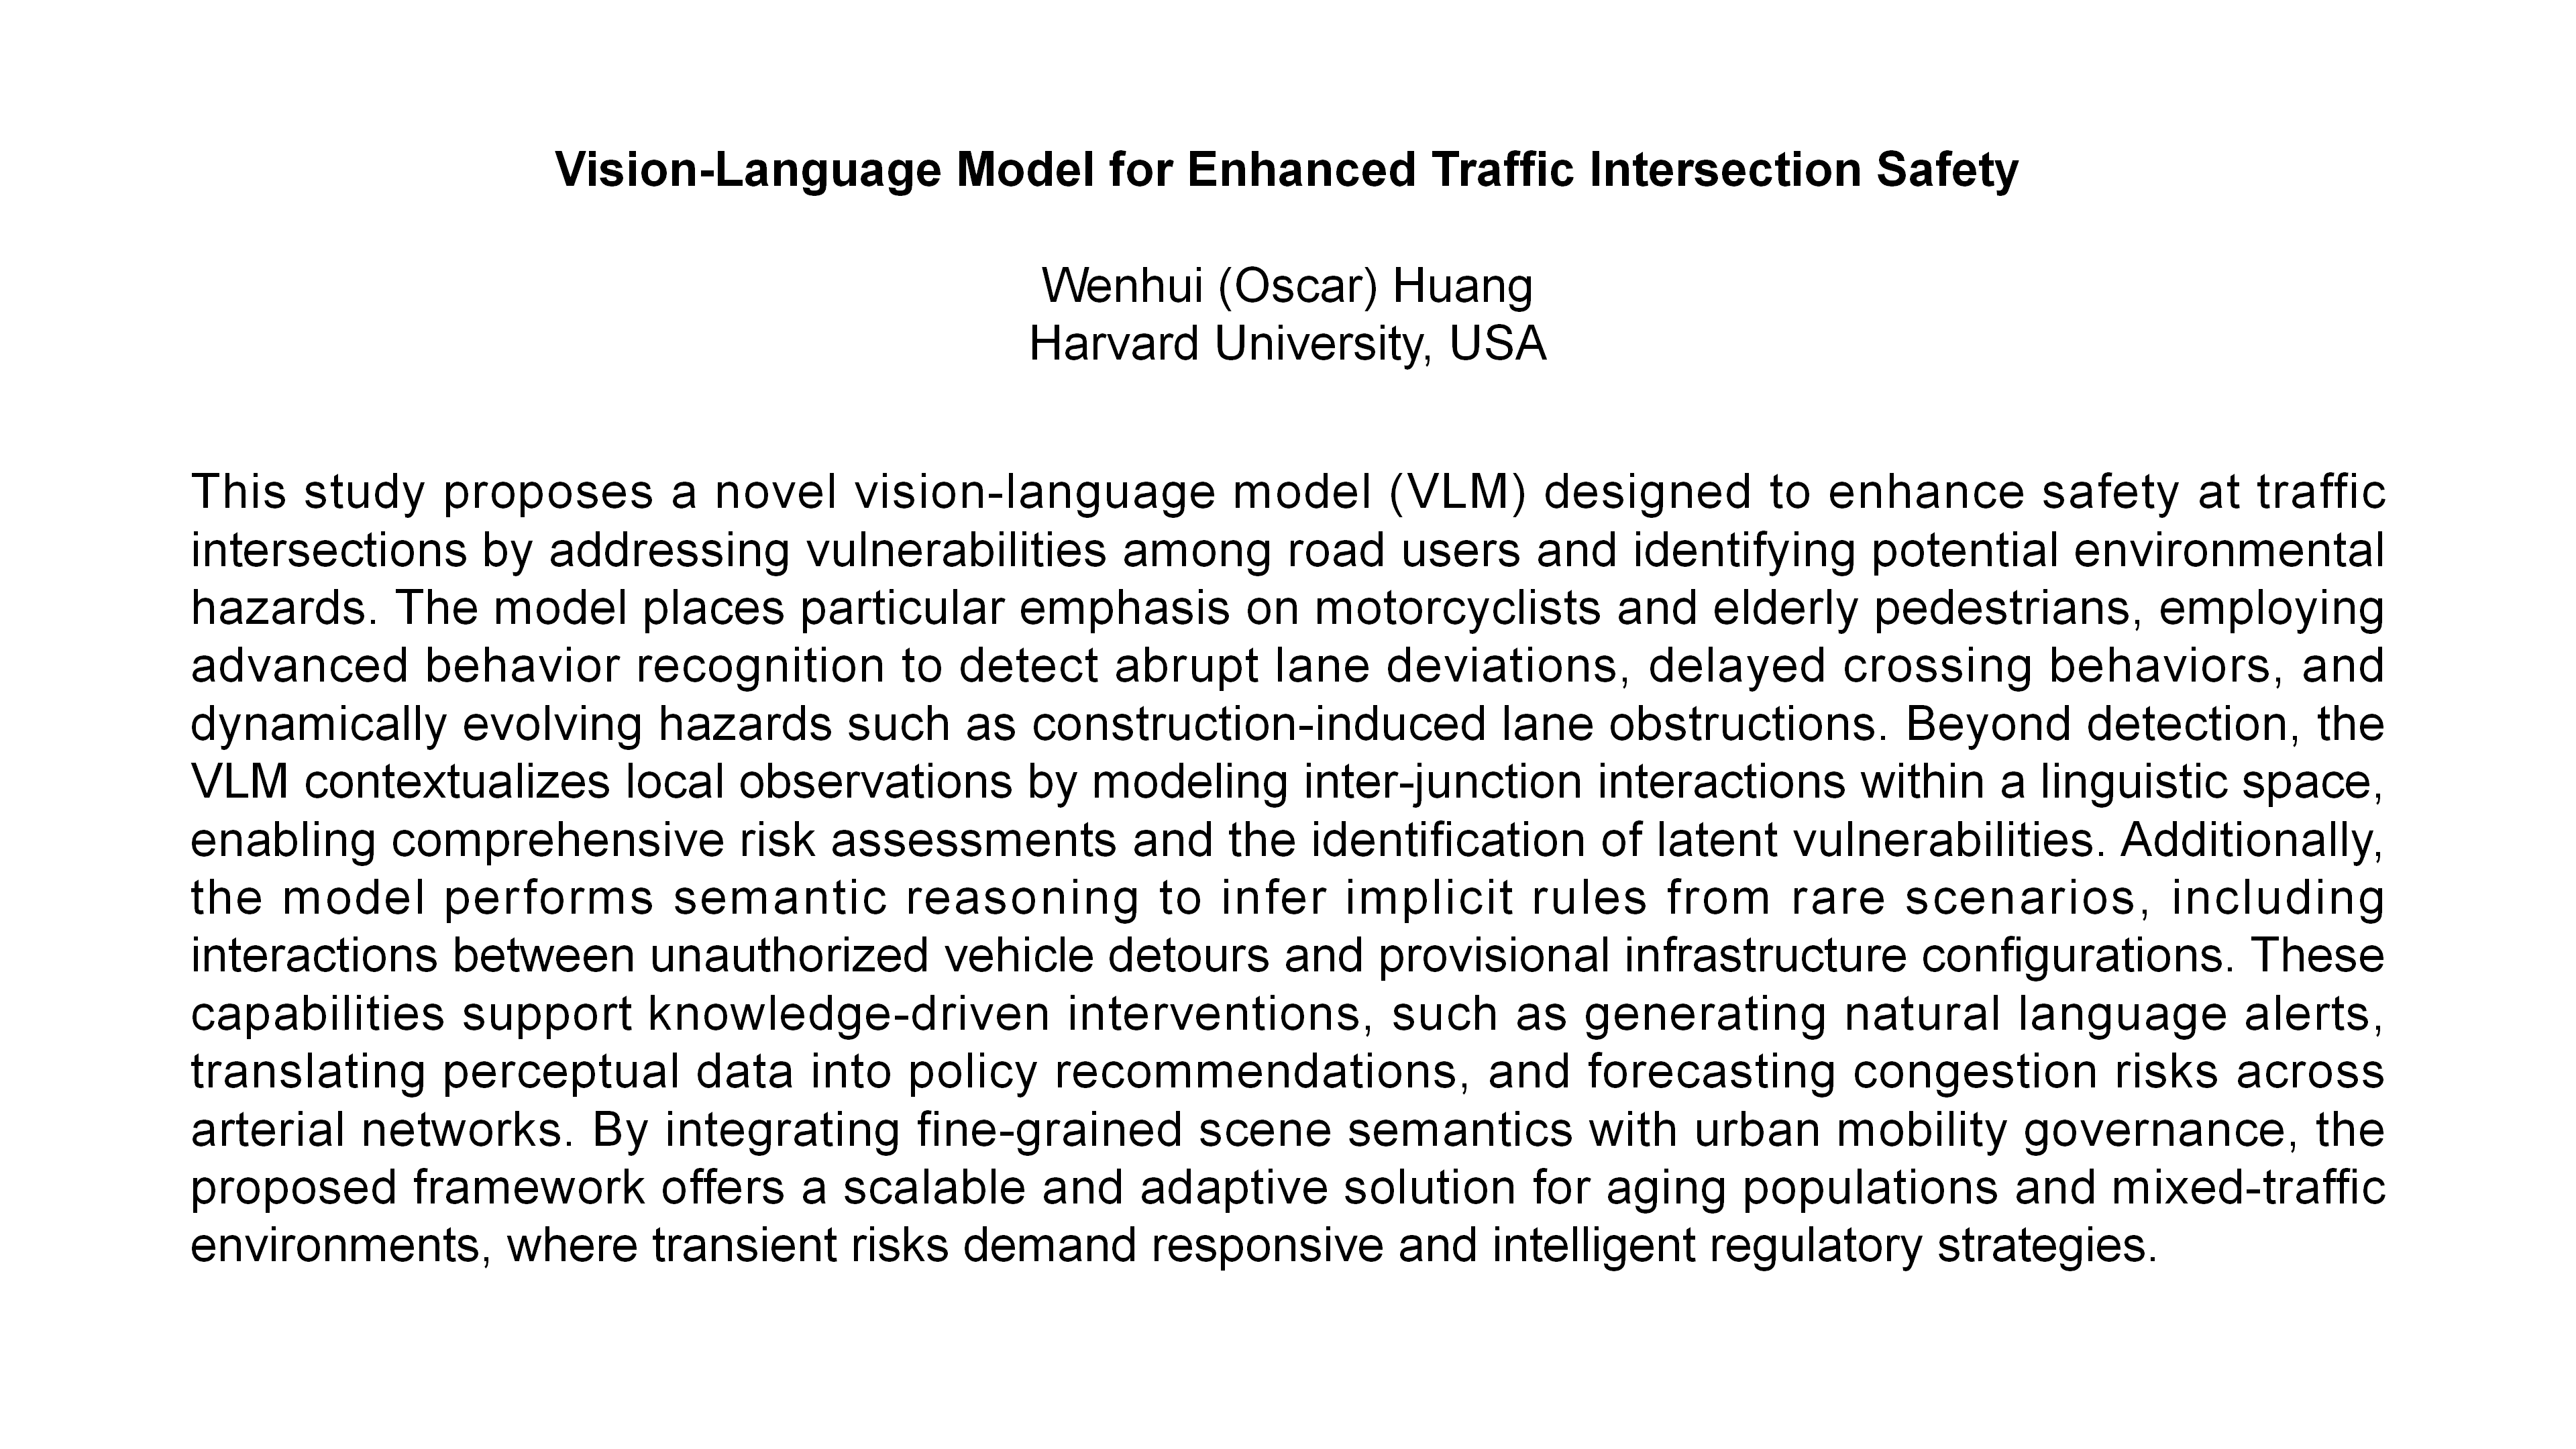 Vision-Language Model for Enhanced Traffic Intersection Safety
Wenhui (Oscar) Huang
Harvard University, USA
This study proposes a novel vision-language model (VLM) designed to enhance safety at traffic
intersections by addressing vulnerabilities among road users and identifying potential environmental
hazards. The model places particular emphasis on motorcyclists and elderly pedestrians, employing
advanced behavior recognition to detect abrupt lane deviations, delayed crossing behaviors, and
dynamically evolving hazards such as construction-induced lane obstructions. Beyond detection, the
VLM contextualizes local observations by modeling inter-junction interactions within a linguistic space,
enabling comprehensive risk assessments and the identification of latent vulnerabilities. Additionally,
the model performs semantic reasoning to infer implicit rules from rare scenarios, including
interactions between unauthorized vehicle detours and provisional infrastructure configurations. These
capabilities support knowledge-driven interventions, such as generating natural language alerts,
translating perceptual data into policy recommendations, and forecasting congestion risks across
arterial networks. By integrating fine-grained scene semantics with urban mobility governance, the
proposed framework offers a scalable and adaptive solution for aging populations and mixed-traffic
environments, where transient risks demand responsive and intelligent regulatory strategies.